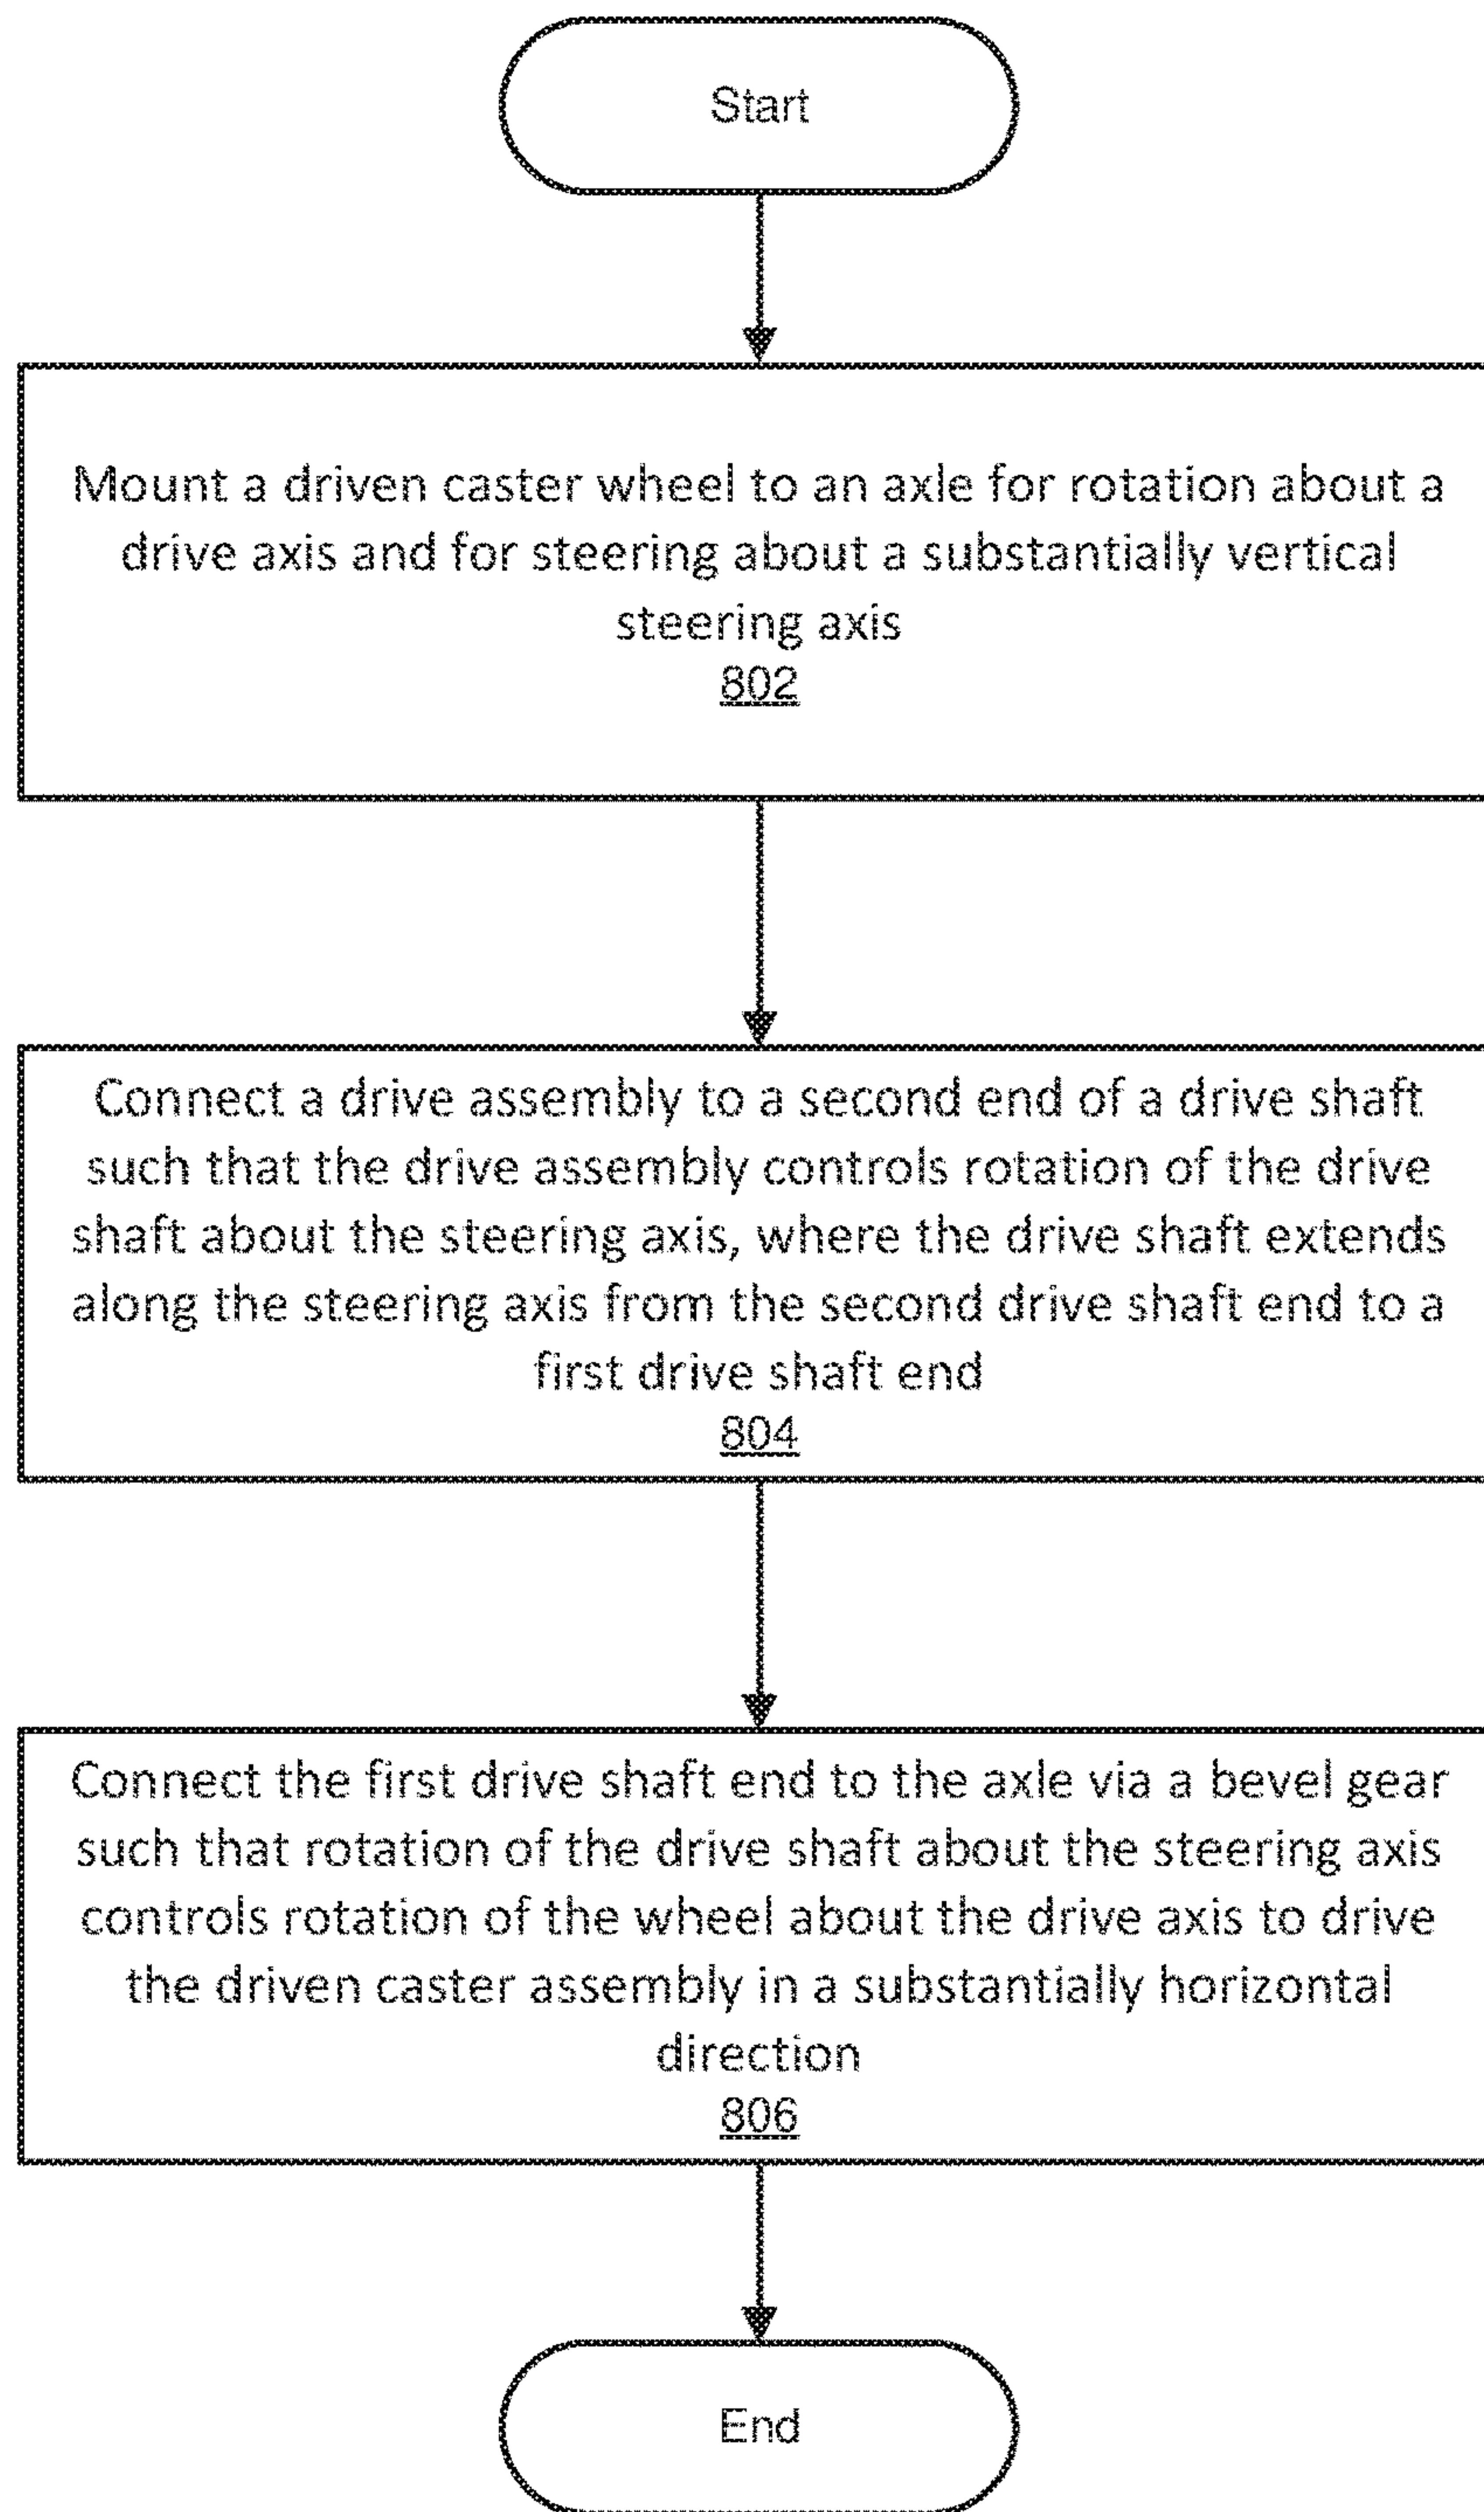 Start
Mount a driven caster wheel to an axle for rotation about a
drive axis and for steering about a substantially vertical
steering axis
802
Connect a drive assembly to a second end of a drive shaft
such that the drive assembly controls rotation of the drive
shaft about the steering axis, where the drive shaft extends
along the steering axis from the second drive shaft end to a
first drive shaft end
804
Connect the first drive shaft end to the axle via a bevel gear
such that rotation of the drive shaft about the steering axis
controls rotation of the wheel about the drive axis to drive
the driven caster assembly in a substantially horizontal
direction
806
End